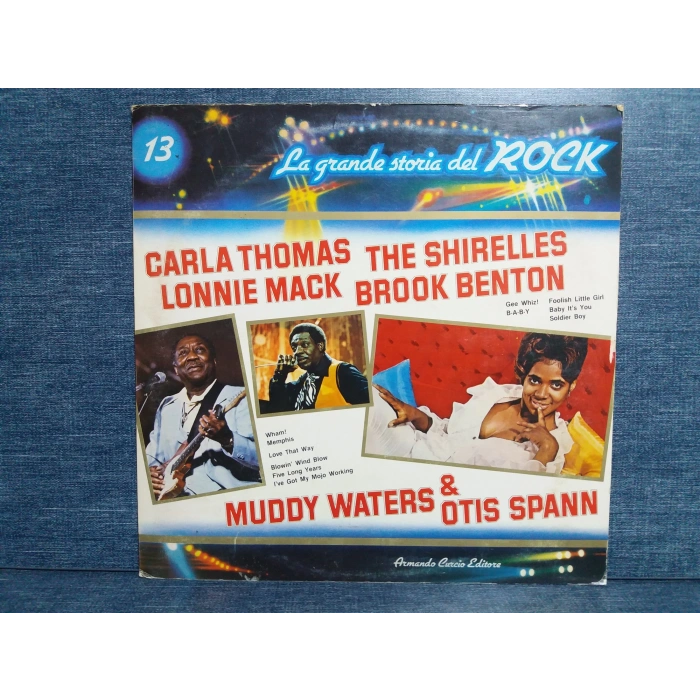 13
La grande storia del ROCK
CARLA THOMAS THE SHIRELLES
LONNIE MACK BROOK BENTON
Gee Whiz!
B-A-B-Y
Foolish Little Girl
Baby It's You
Soldier Boy
Wham!
Memphis
Love That Way
Blowin' Wind Blow
Five Long Years
I've Got My Mojo Working
MUDDY WATERS & OTIS SPANN
Armando Curcio Editore